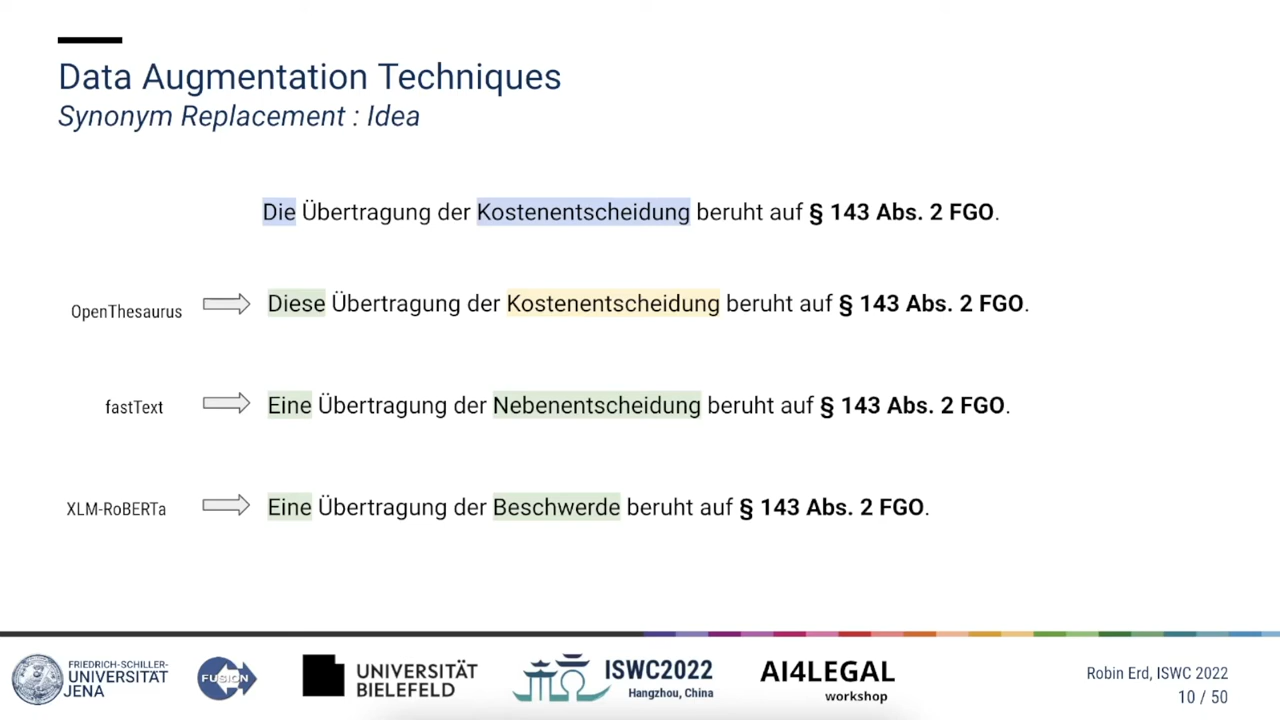 Data Augmentation Techniques
Synonym Replacement : Idea
Die Übertragung der Kostenentscheidung beruht auf § 143 Abs. 2 FGO.
OpenThesaurus Diese Übertragung der Kostenentscheidung beruht auf § 143 Abs. 2 FGO.
fastText Eine Übertragung der Nebenentscheidung beruht auf § 143 Abs. 2 FGO.
XLM-RoBERTa Eine Übertragung der Beschwerde beruht auf § 143 Abs. 2 FGO.
FRIEDRICH-SCHILLER-
UNIVERSITÄT
JENA
FUSION
UNIVERSITÄT
BIELEFELD
ISWC2022
Hangzhou, China
AI4LEGAL
workshop
Robin Erd, ISWC 2022
10 / 50